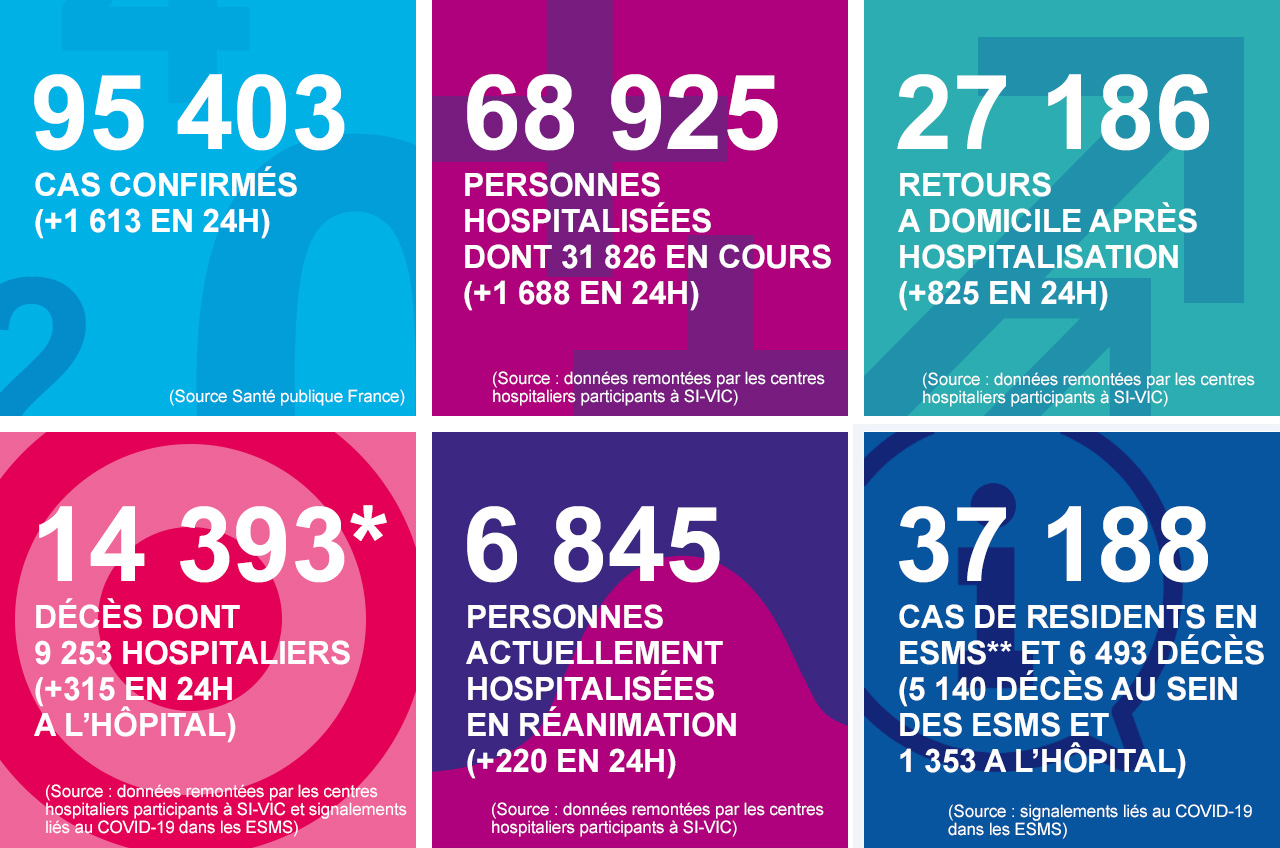 95 403
CAS CONFIRMÉS
(+1 613 EN 24H)
(Source Santé publique France)
68 925
PERSONNES
HOSPITALISÉES
DONT 31 826 EN COURS
(+1 688 EN 24H)
(Source : données remontées par les centres
hospitaliers participants à SI-VIC)
27 186
RETOURS
A DOMICILE APRÈS
HOSPITALISATION
(+825 EN 24H)
(Source : données remontées par les centres
hospitaliers participants à SI-VIC)
14 393*
DÉCÈS DONT
9 253 HOSPITALIERS
(+315 EN 24H
A L’HÔPITAL)
(Source : données remontées par les centres
hospitaliers participants à SI-VIC et signalements
liés au COVID-19 dans les ESMS)
6 845
PERSONNES
ACTUELLEMENT
HOSPITALISÉES
EN RÉANIMATION
(+220 EN 24H)
(Source : données remontées par les centres
hospitaliers participants à SI-VIC)
37 188
CAS DE RESIDENTS EN
ESMS** ET 6 493 DÉCÈS
(5 140 DÉCÈS AU SEIN
DES ESMS ET
1 353 A L’HÔPITAL)
(Source : signalements liés au COVID-19
dans les ESMS)